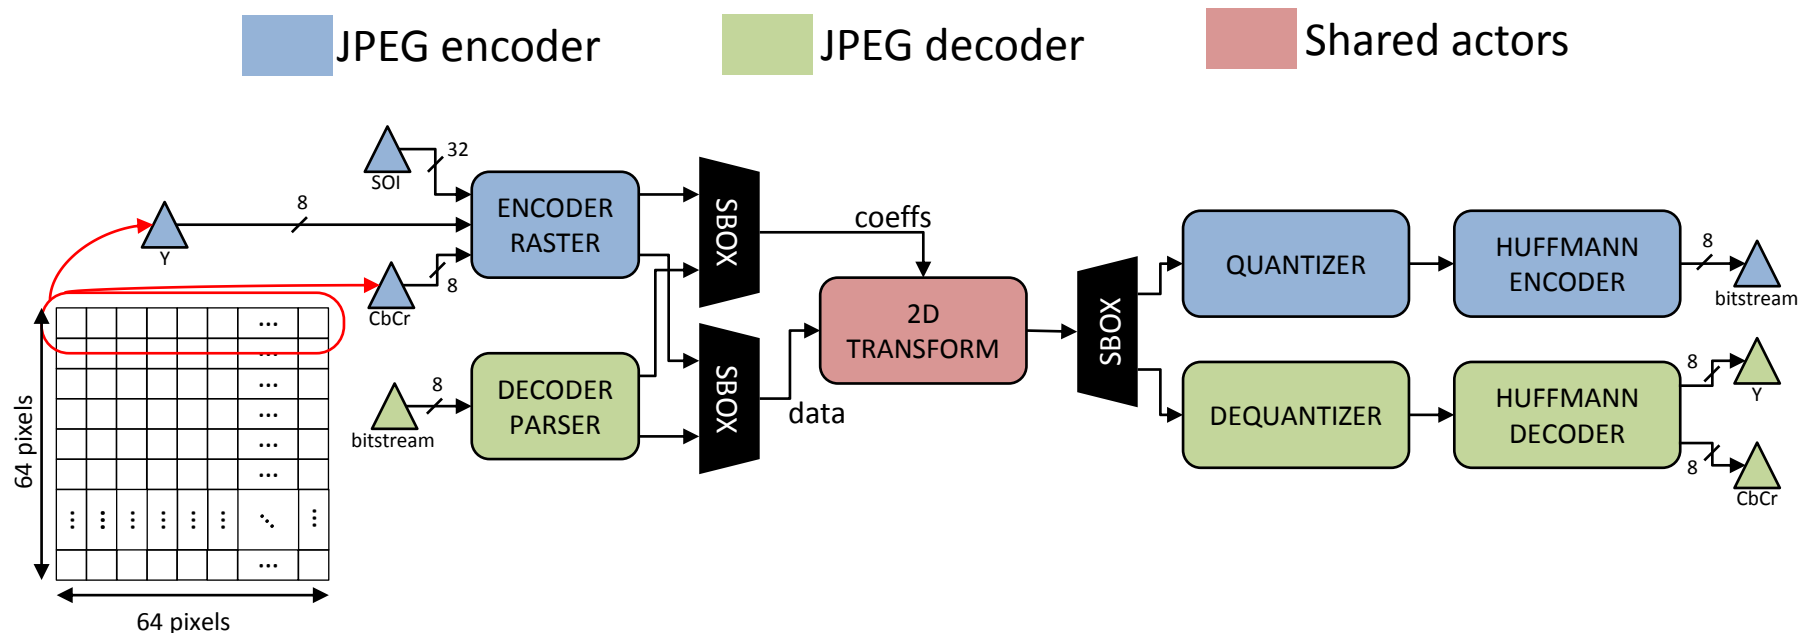 JPEG encoder
JPEG decoder
Shared actors
SOI
32
Y
8
CbCr
8
ENCODER
RASTER
SBOX
coeffs
2D
TRANSFORM
bitstream
8
DECODER
PARSER
SBOX
data
SBOX
QUANTIZER
HUFFMANN
ENCODER
8
bitstream
DEQUANTIZER
HUFFMANN
DECODER
8
Y
8
CbCr
64 pixels
64 pixels